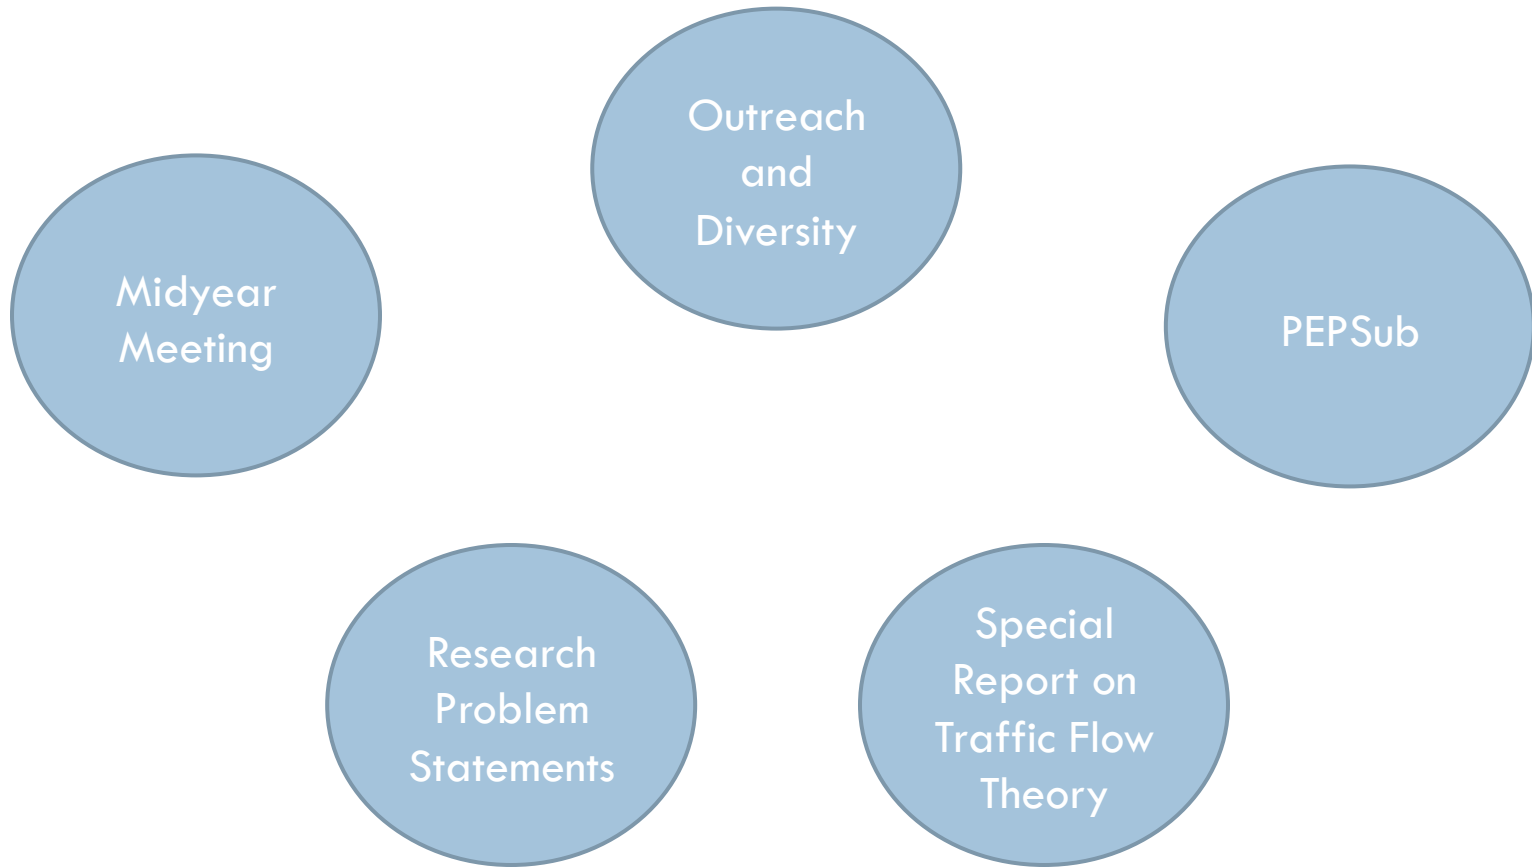 Outreach
and
Diversity
Midyear
Meeting
PEPSub
Research
Problem
Statements
Special
Report on
Traffic Flow
Theory